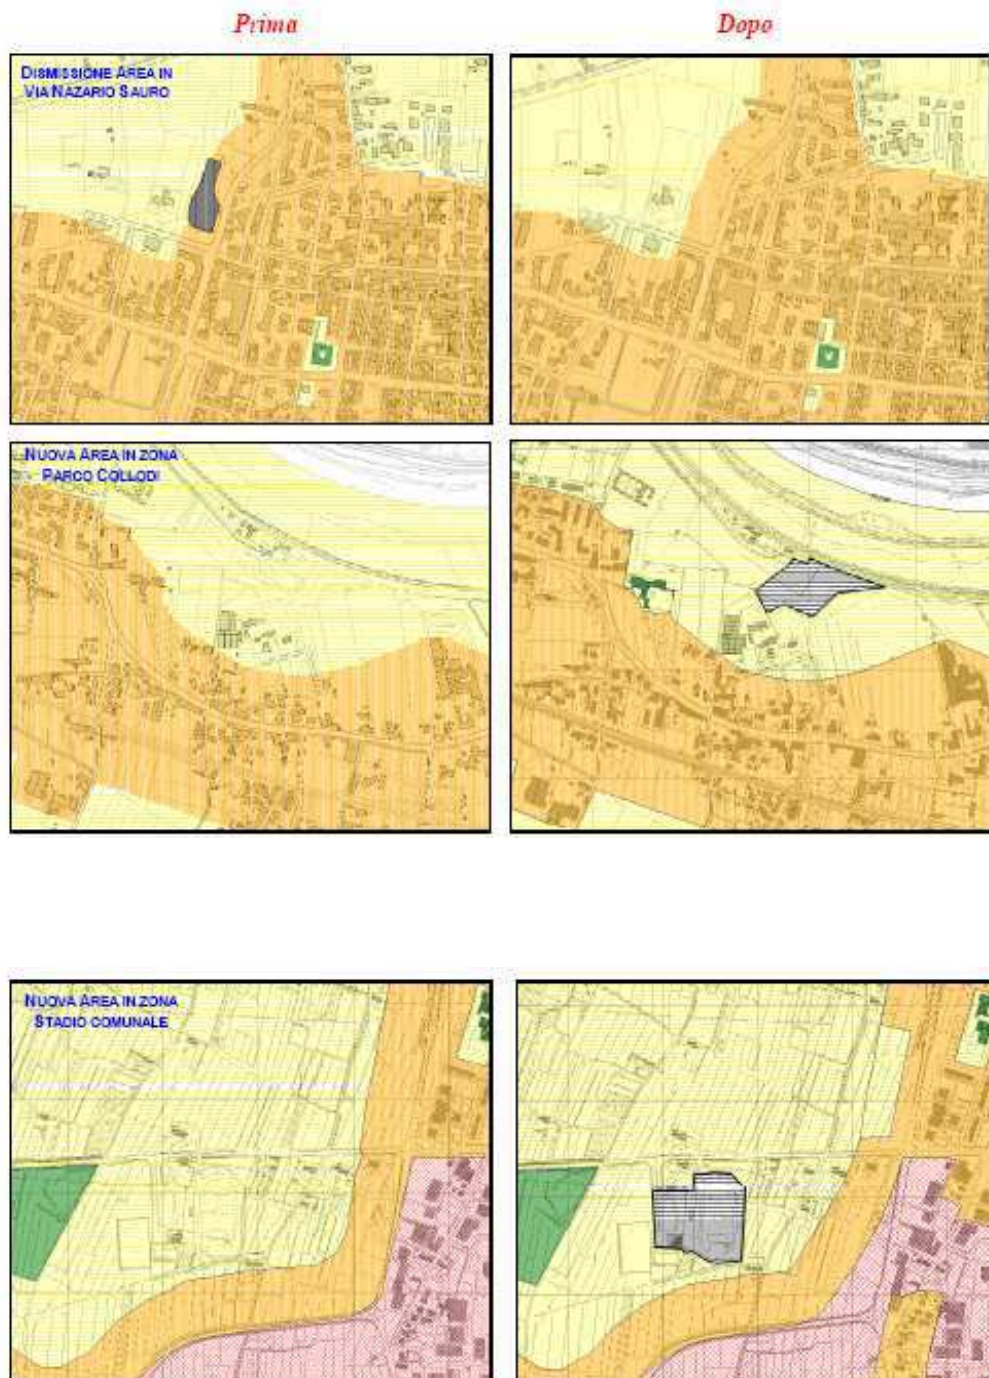 Prima
Dopo
DISMISSIONE AREA IN
VIA NAZARIO SAURO
NUOVA AREA IN ZONA
PARCO COLLODI
NUOVA AREA IN ZONA
STADIO COMUNALE